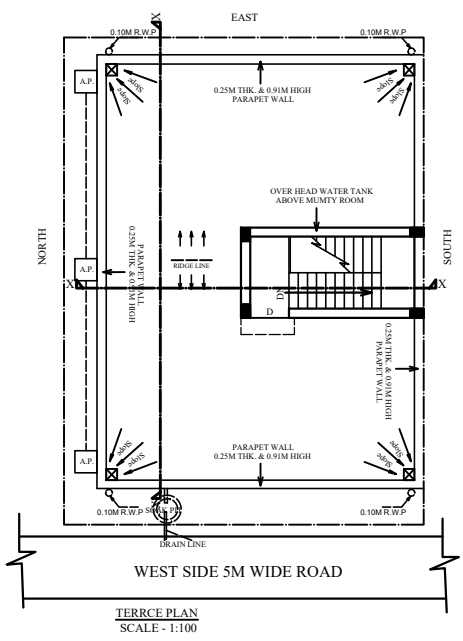 EAST
X
0.10M R.W.P
0.10M R.W.P
A.P.
Slope
Slope
Slope
Slope
0.25M THK. & 0.91M HIGH
PARAPET WALL
OVER HEAD WATER TANK
ABOVE MUMTY ROOM
NORTH
SOUTH
PARAPET WALL
0.25M THK. & 0.91M HIGH
RIDGE LINE
A.P.
X
X
DN
D
0.25M THK. & 0.91M HIGH
PARAPET WALL
Slope
Slope
Slope
Slope
PARAPET WALL
0.25M THK. & 0.91M HIGH
A.P.
X
0.10M R.W.P
0.10M R.W.P
SOAK PIT
DRAIN LINE
WEST SIDE 5M WIDE ROAD
TERRCE PLAN
SCALE - 1:100